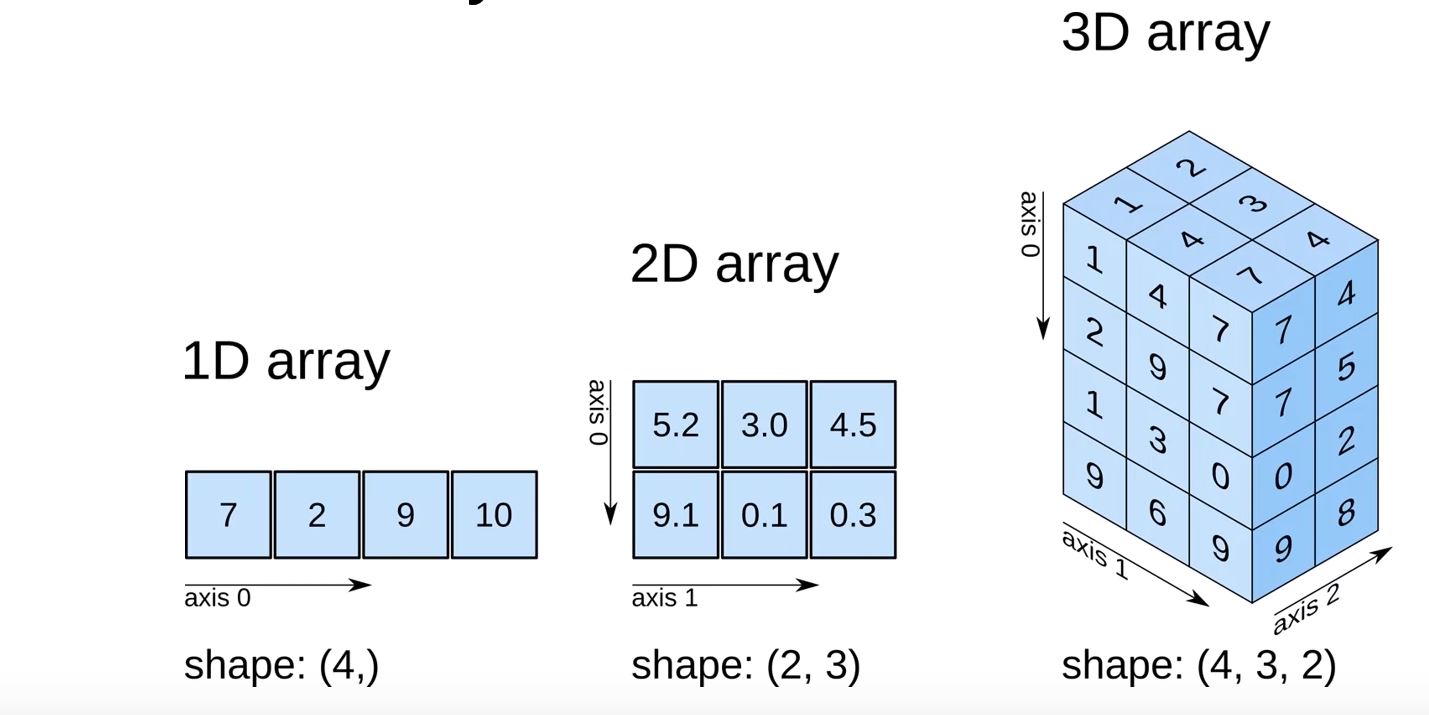 3D array
2D array
1D array
axis 0
7 2 9 10
axis 0
shape: (4,)
axis 0
5.2 3.0 4.5
9.1 0.1 0.3
axis 1
shape: (2, 3)
2
1 3
4 4
7
1 4 7 7 4
2 9 7 7 5
1 3 0 0 2
9 6 9 9 8
axis 1
axis 2
shape: (4, 3, 2)